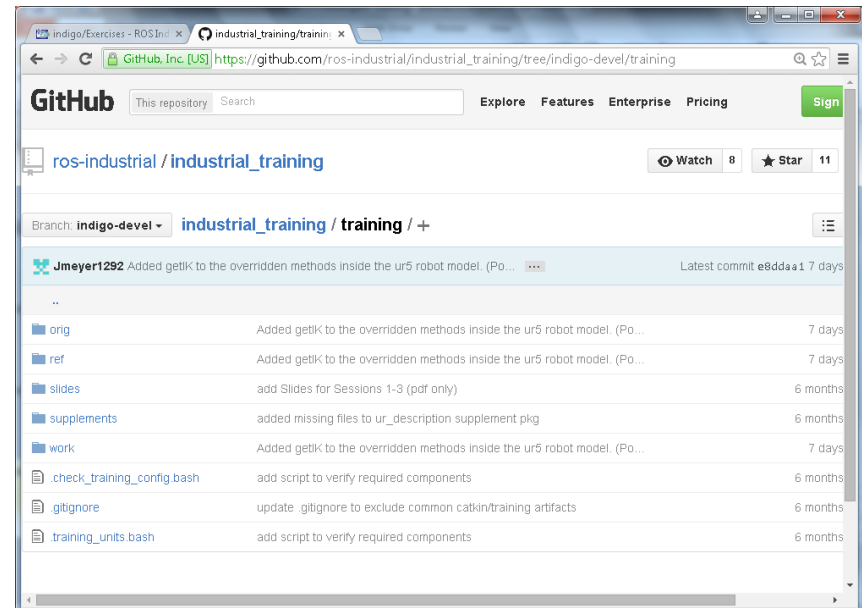 indigo/Exercises - ROS Ind
industrial_training/training
GitHub, Inc. [US] https://github.com/ros-industrial/industrial_training/tree/indigo-devel/training
GitHub This repository Search Explore Features Enterprise Pricing Sign
ros-industrial / industrial_training Watch 8 Star 11
Branch: indigo-devel industrial_training / training / +
Jmeyer1292 Added getIK to the overridden methods inside the ur5 robot model. (Po... ... Latest commit e8ddaa1 7 days
..
orig Added getIK to the overridden methods inside the ur5 robot model. (Po... 7 days
ref Added getIK to the overridden methods inside the ur5 robot model. (Po... 7 days
slides add Slides for Sessions 1-3 (pdf only) 6 months
supplements added missing files to ur_description supplement pkg 6 months
work Added getIK to the overridden methods inside the ur5 robot model. (Po... 7 days
.check_training_config.bash add script to verify required components 6 months
.gitignore update .gitignore to exclude common catkin/training artifacts 6 months
.training_units.bash add script to verify required components 6 months